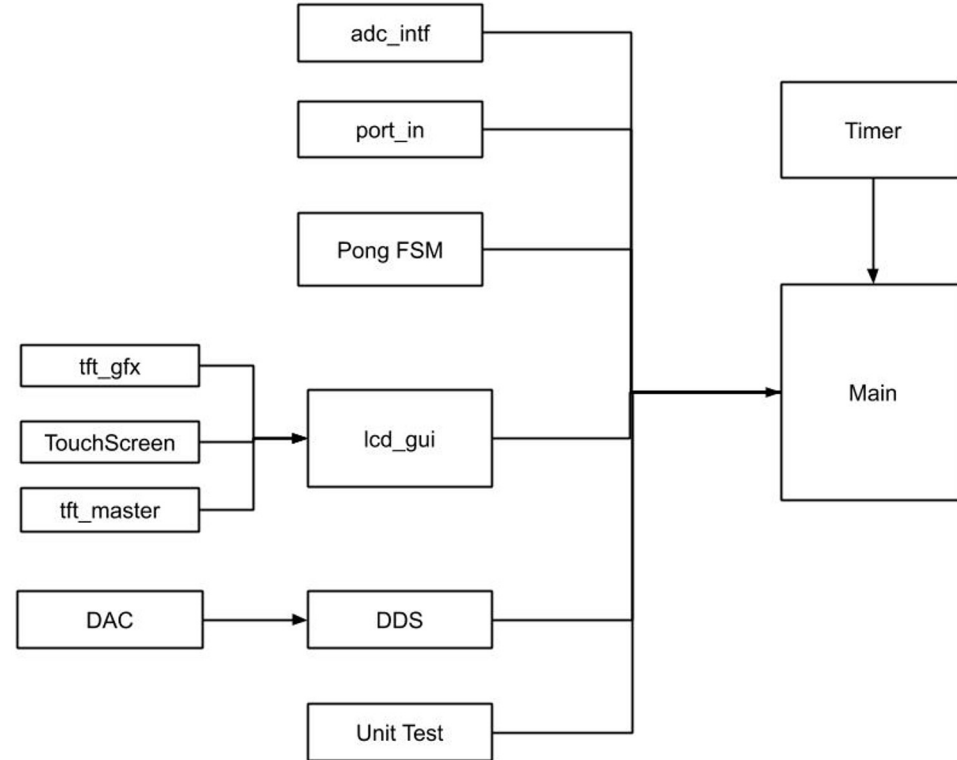 adc_intf
port_in
Timer
Pong FSM
tft_gfx
TouchScreen
tft_master
lcd_gui
Main
DAC
DDS
Unit Test